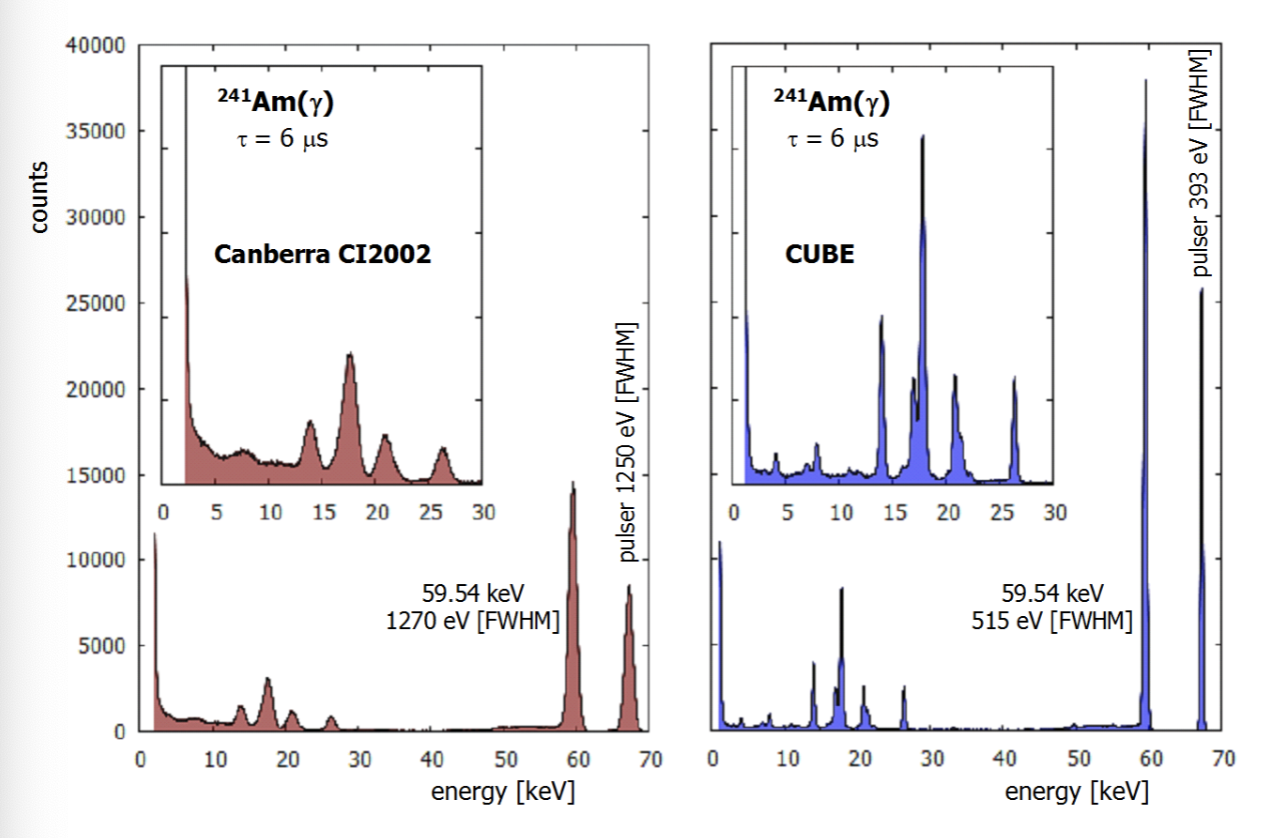 40000
35000
30000
25000
20000
15000
10000
5000
0
counts
²⁴¹Am(γ)
τ = 6 μs
Canberra CI2002
0 5 10 15 20 25 30
pulser 1250 eV [FWHM]
59.54 keV
1270 eV [FWHM]
0 10 20 30 40 50 60 70
energy [keV]
²⁴¹Am(γ)
τ = 6 μs
CUBE
0 5 10 15 20 25 30
pulser 393 eV [FWHM]
59.54 keV
515 eV [FWHM]
0 10 20 30 40 50 60 70
energy [keV]